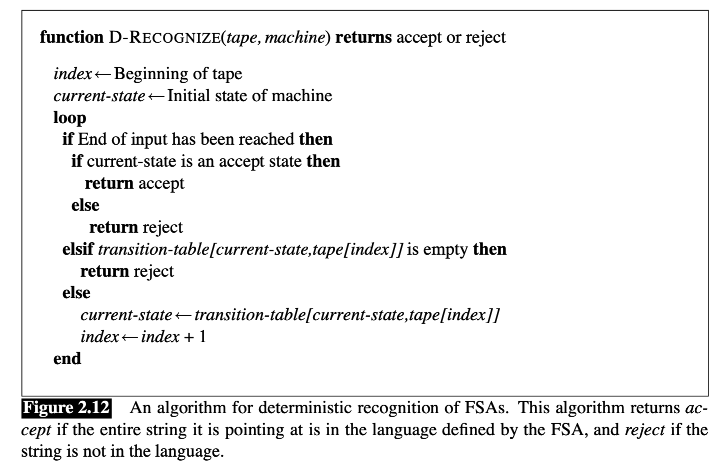 function D-RECOGNIZE(tape, machine) returns accept or reject
index←Beginning of tape
current-state←Initial state of machine
loop
if End of input has been reached then
if current-state is an accept state then
return accept
else
return reject
elsif transition-table[current-state,tape[index]] is empty then
return reject
else
current-state←transition-table[current-state,tape[index]]
index←index + 1
end
Figure 2.12 An algorithm for deterministic recognition of FSAs. This algorithm returns ac-
cept if the entire string it is pointing at is in the language defined by the FSA, and reject if the
string is not in the language.